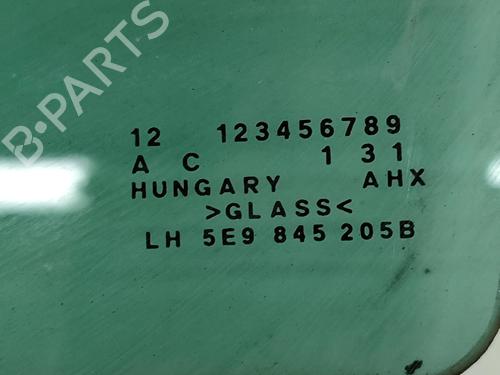 B-PARTS
12 123456789
A C 1 3 1
HUNGARY AHX
>GLASS<
LH 5E9 845 205B